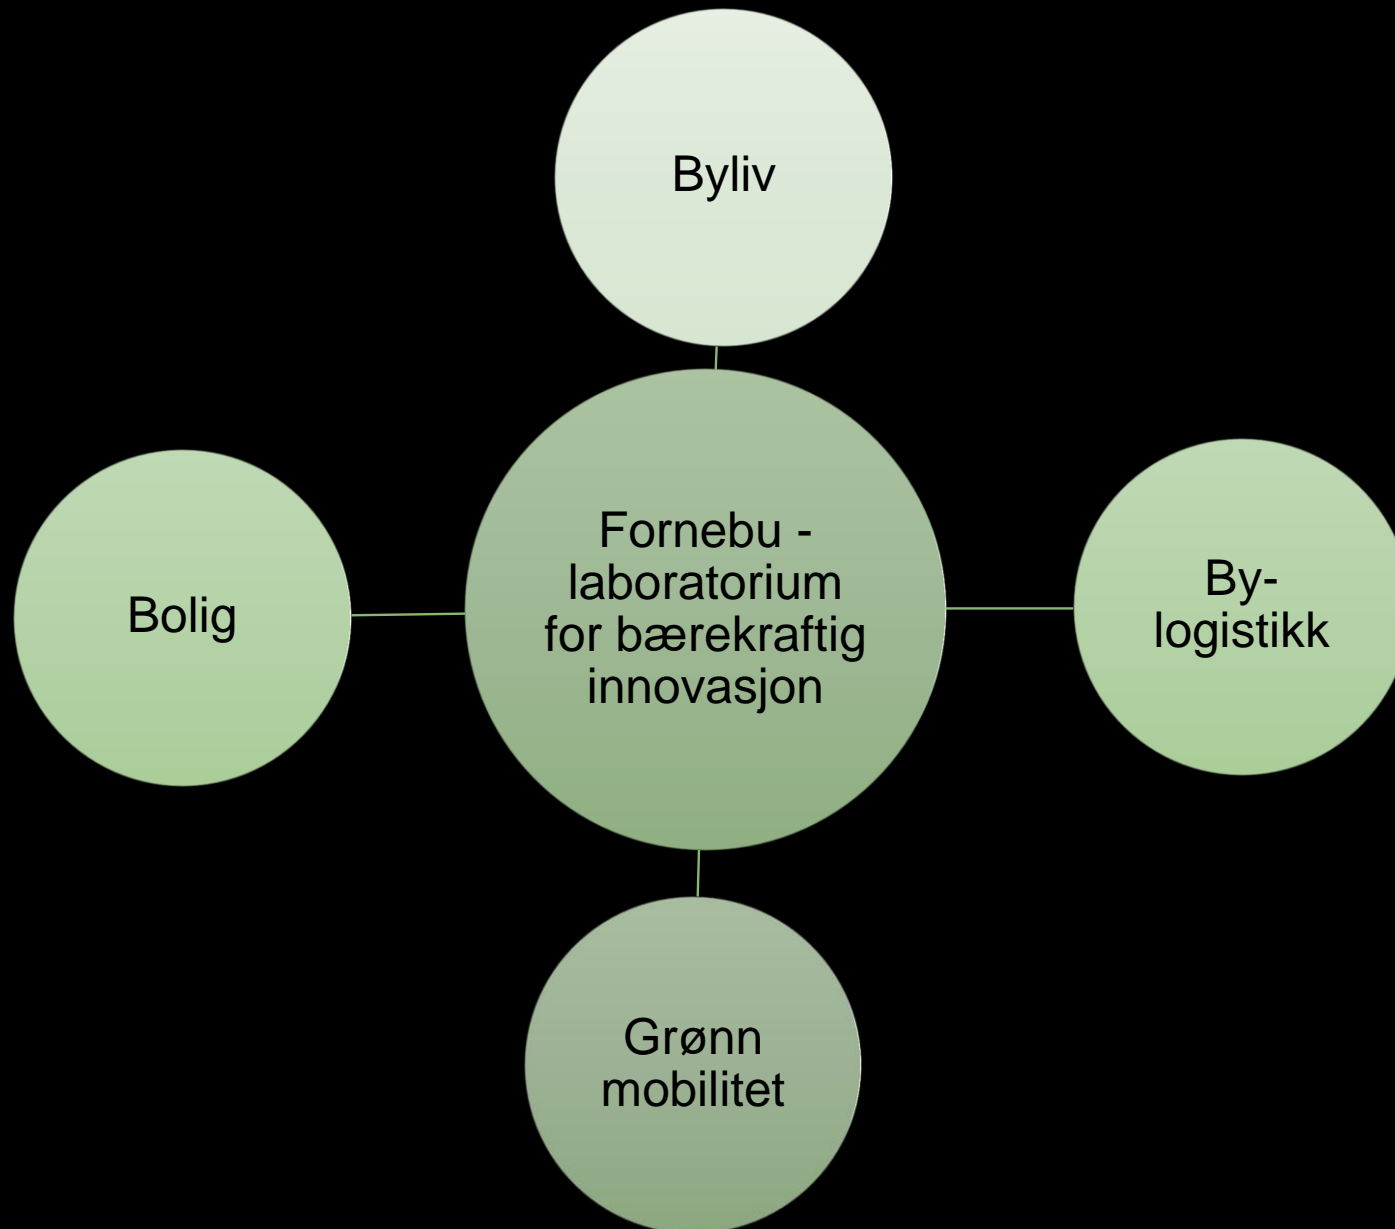 Byliv
Fornebu -
laboratorium
for bærekraftig
innovasjon
Bolig
By-
logistikk
Grønn
mobilitet